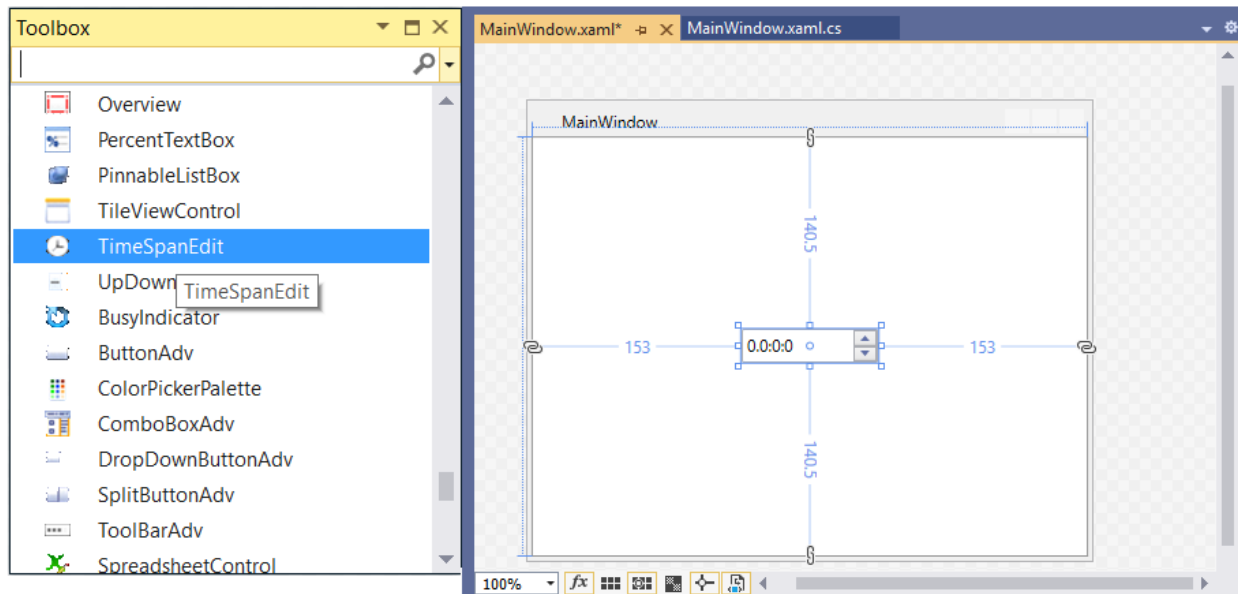 Toolbox
Overview
PercentTextBox
PinnableListBox
TileViewControl
TimeSpanEdit
UpDown
TimeSpanEdit
BusyIndicator
ButtonAdv
ColorPickerPalette
ComboBoxAdv
DropDownButtonAdv
SplitButtonAdv
ToolBarAdv
SpreadsheetControl
MainWindow.xaml* MainWindow.xaml.cs
MainWindow
140.5
153 0.0:0:0 153
140.5
100% fx